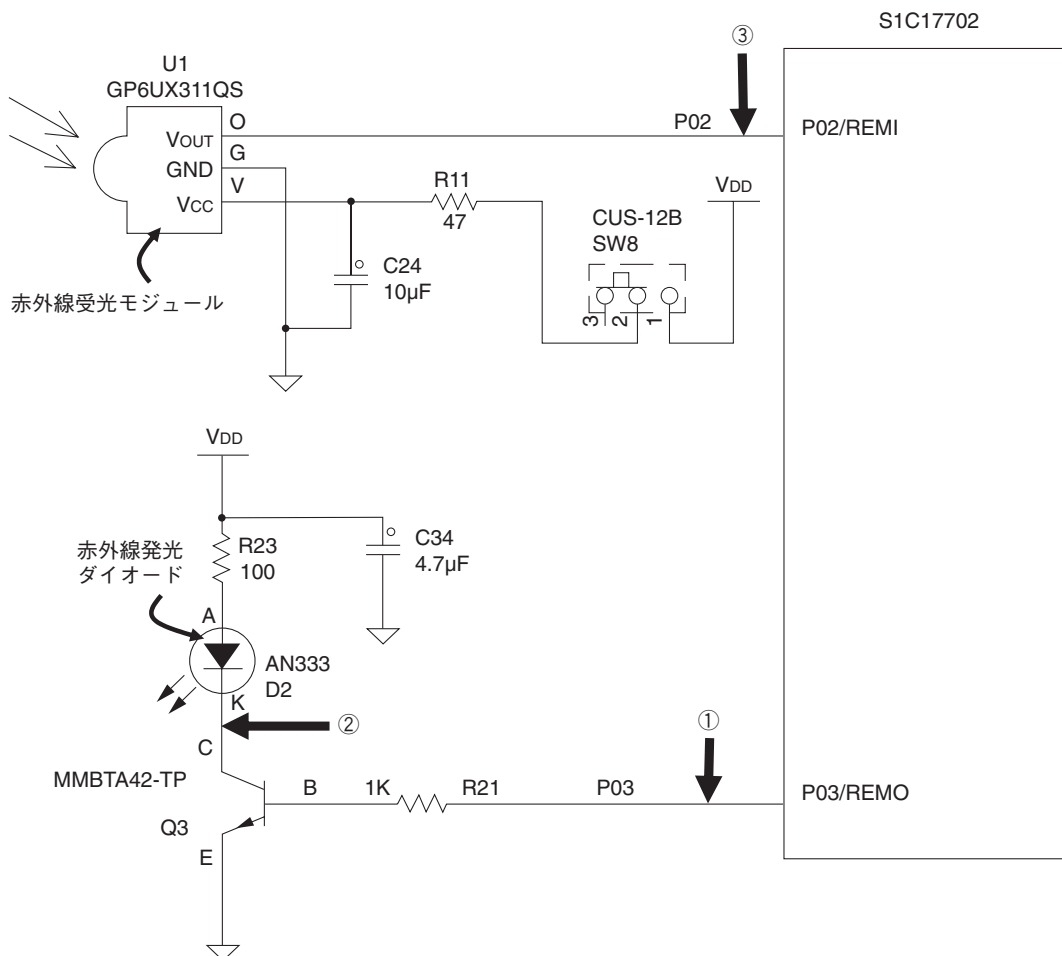 S1C17702
③
U1
GP6UX311QS
VOUT
O
GND
G
VCC
V
P02
P02/REMI
R11
47
VDD
CUS-12B
SW8
3
2
1
C24
10µF
赤外線受光モジュール
VDD
R23
100
C34
4.7µF
赤外線発光
ダイオード
A
AN333
D2
K
②
C
①
MMBTA42-TP
B
1K
R21
P03
P03/REMO
Q3
E